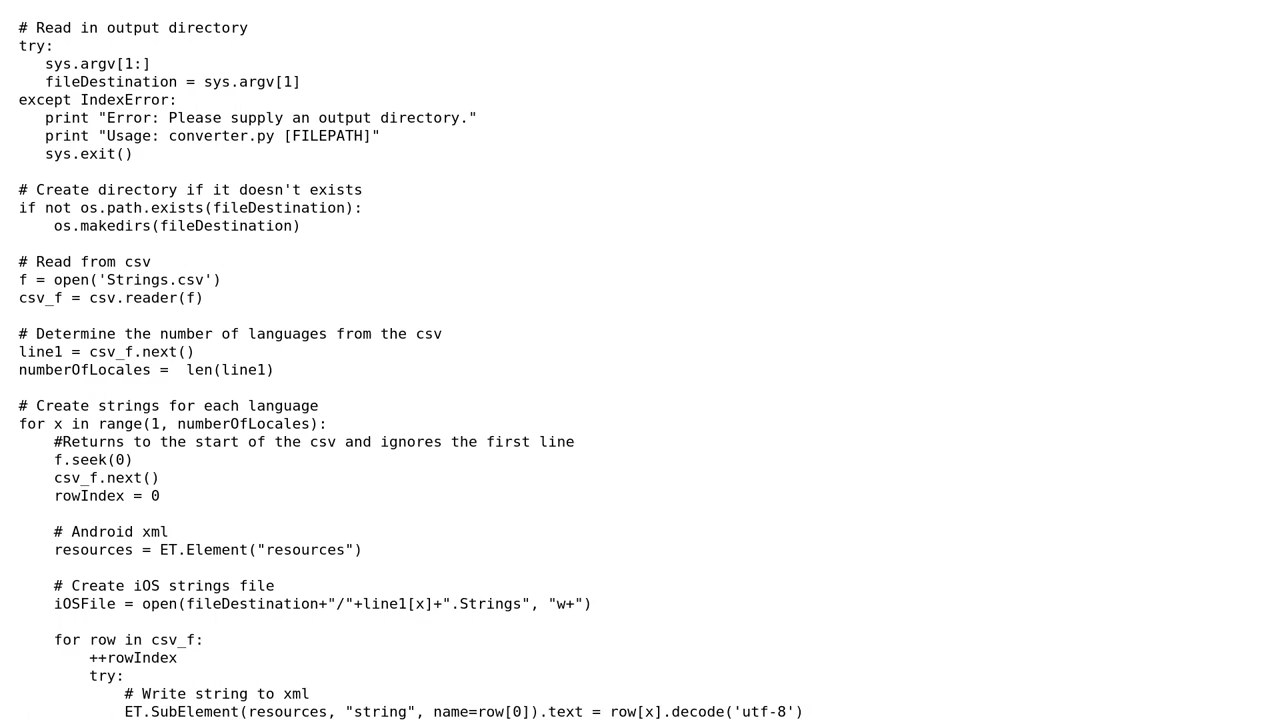 # Read in output directory
try:
   sys.argv[1:]
   fileDestination = sys.argv[1]
except IndexError:
   print "Error: Please supply an output directory."
   print "Usage: converter.py [FILEPATH]"
   sys.exit()

# Create directory if it doesn't exists
if not os.path.exists(fileDestination):
    os.makedirs(fileDestination)

# Read from csv
f = open('Strings.csv')
csv_f = csv.reader(f)

# Determine the number of languages from the csv
line1 = csv_f.next()
numberOfLocales =  len(line1)

# Create strings for each language
for x in range(1, numberOfLocales):
    #Returns to the start of the csv and ignores the first line
    f.seek(0)
    csv_f.next()
    rowIndex = 0

    # Android xml
    resources = ET.Element("resources")

    # Create iOS strings file
    iOSFile = open(fileDestination+"/"+line1[x]+".Strings", "w+")

    for row in csv_f:
        ++rowIndex
        try:
            # Write string to xml
            ET.SubElement(resources, "string", name=row[0]).text = row[x].decode('utf-8')